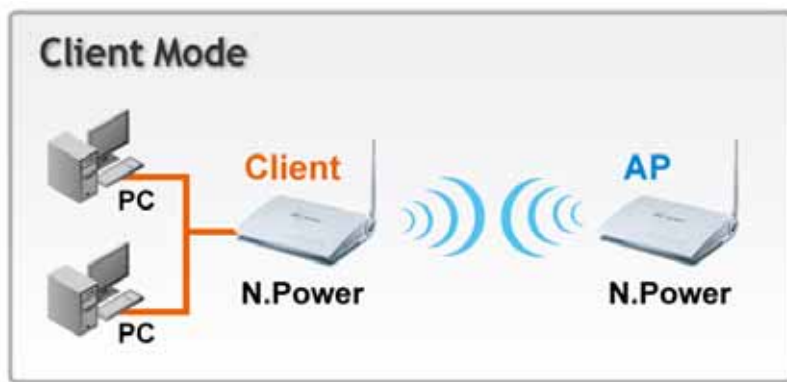 Client Mode
PC
PC
Client
N.Power
AP
N.Power